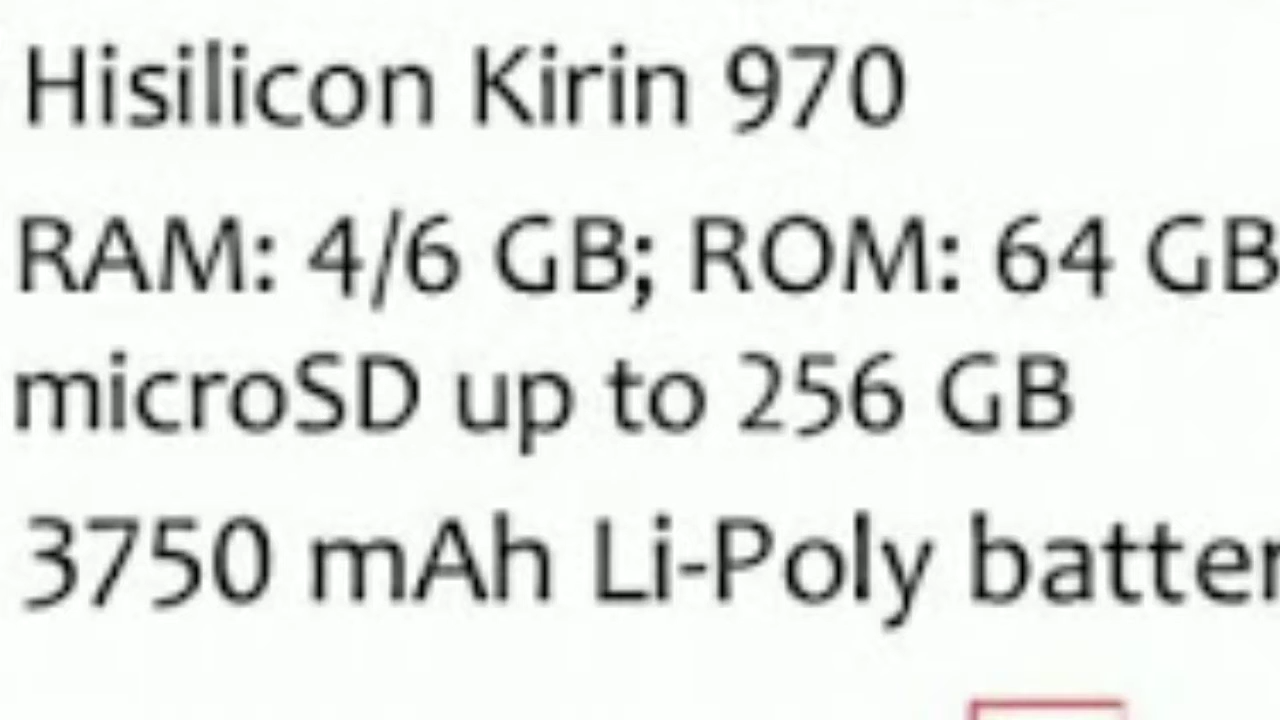 Hisilicon Kirin 970
RAM: 4/6 GB; ROM: 64 GB
microSD up to 256 GB
3750 mAh Li-Poly batter